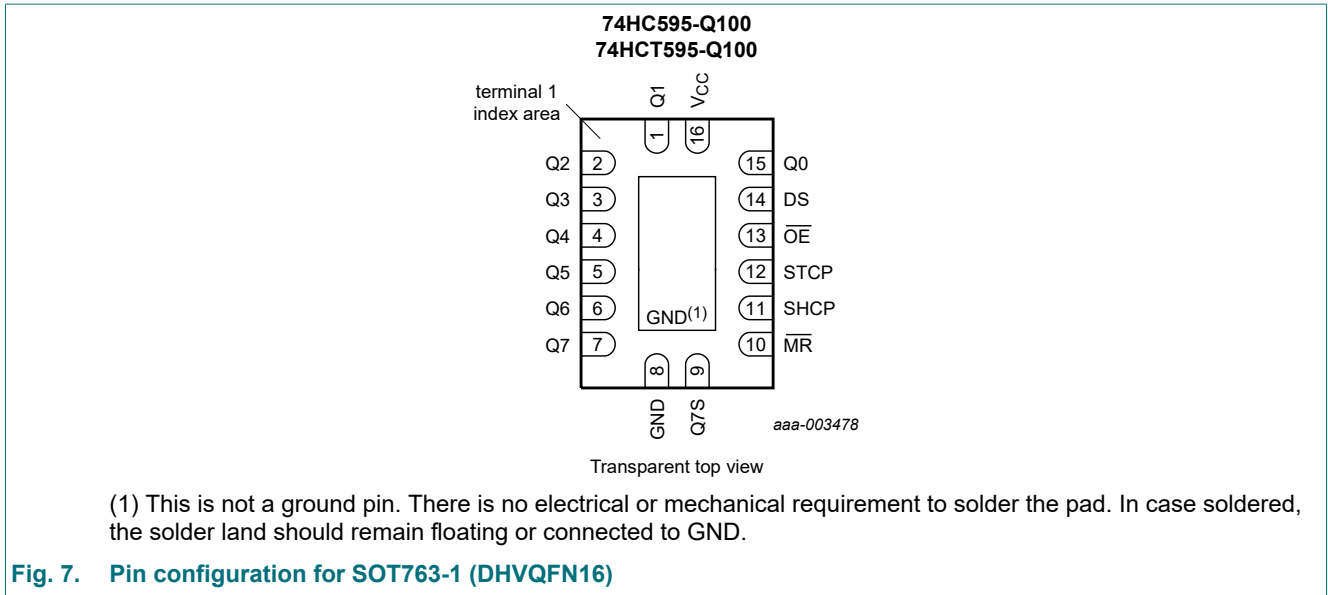 74HC595-Q100
74HCT595-Q100
terminal 1
index area
Q1
VCC
1
16
Q2 2
15 Q0
Q3 3
14 DS
Q4 4
13 O̅E̅
Q5 5
12 STCP
Q6 6
11 SHCP
GND(1)
Q7 7
10 M̅R̅
8
9
GND
Q7S
aaa-003478
Transparent top view
(1) This is not a ground pin. There is no electrical or mechanical requirement to solder the pad. In case soldered,
the solder land should remain floating or connected to GND.
Fig. 7. Pin configuration for SOT763-1 (DHVQFN16)